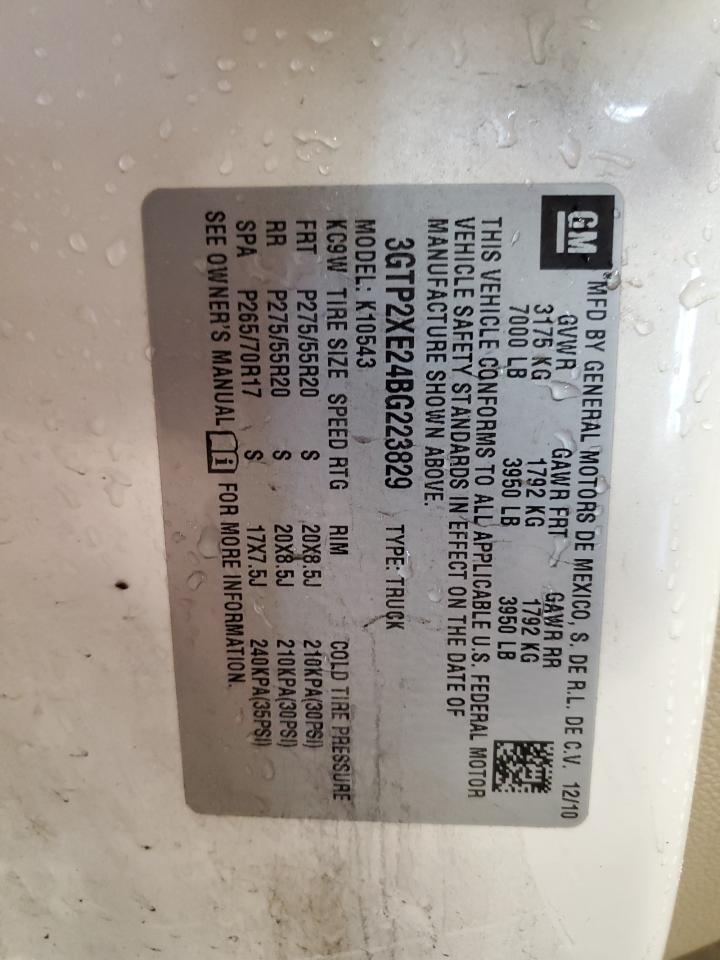 GM
MFD BY GENERAL MOTORS DE MEXICO, S. DE R.L. DE C.V. 12/10
GVWR GAWR FRT GAWR RR
3175 KG 1792 KG 1792 KG
7000 LB 3950 LB 3950 LB
THIS VEHICLE CONFORMS TO ALL APPLICABLE U.S. FEDERAL MOTOR
VEHICLE SAFETY STANDARDS IN EFFECT ON THE DATE OF
MANUFACTURE SHOWN ABOVE.
3GTP2XE24BG223829 TYPE: TRUCK
MODEL: K10543
KC9W TIRE SIZE SPEED RTG RIM COLD TIRE PRESSURE
FRT P275/55R20 S 20X8.5J 210KPA(30PSI)
RR P275/55R20 S 20X8.5J 210KPA(30PSI)
SPA P265/70R17 S 17X7.5J 240KPA(35PSI)
SEE OWNER'S MANUAL i FOR MORE INFORMATION.